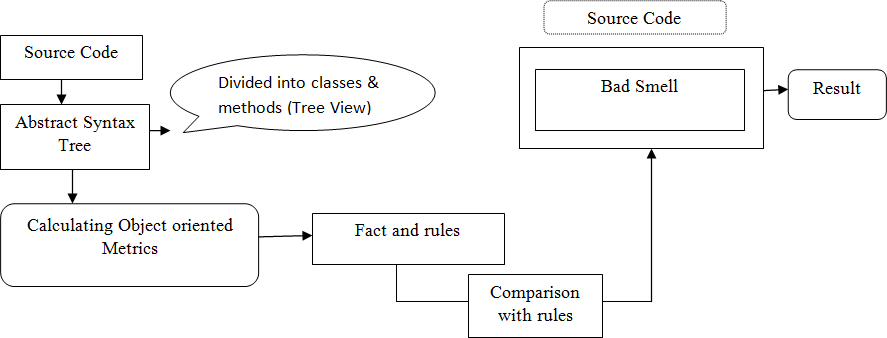 Source Code
Source Code
Divided into classes &
methods (Tree View)
Bad Smell
Result
Abstract Syntax
Tree
Calculating Object oriented
Metrics
Fact and rules
Comparison
with rules